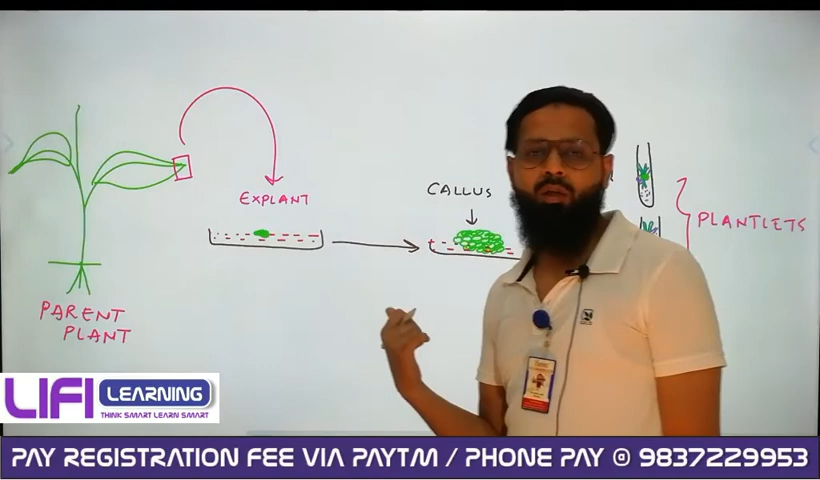 EXPLANT
CALLUS
PLANTLETS
PARENT
PLANT
LIFI LEARNING
THINK SMART LEARN SMART
PAY REGISTRATION FEE VIA PAYTM / PHONE PAY @ 9837229953